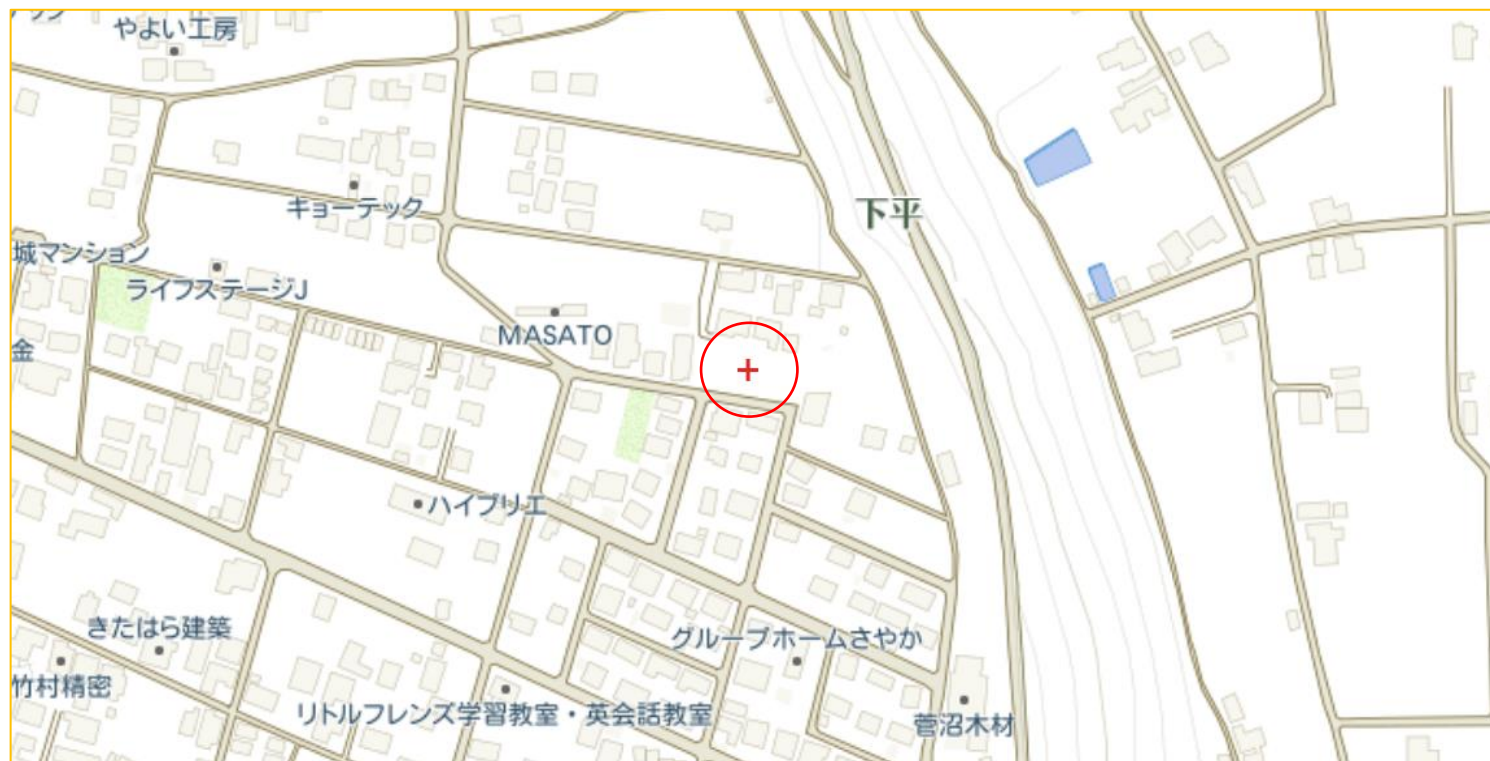 やよい工房
キョーテック
下平
城マンション
ライフステージJ
MASATO
金
ハイブリエ
きたはら建築
グループホームさやか
竹村精密
リトルフレンズ学習教室・英会話教室
菅沼木材